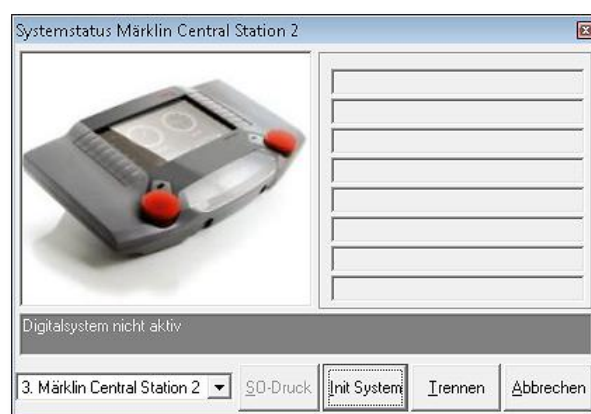 Systemstatus Märklin Central Station 2
Digitalsystem nicht aktiv
3. Märklin Central Station 2
SO-Druck
Init System
Trennen
Abbrechen